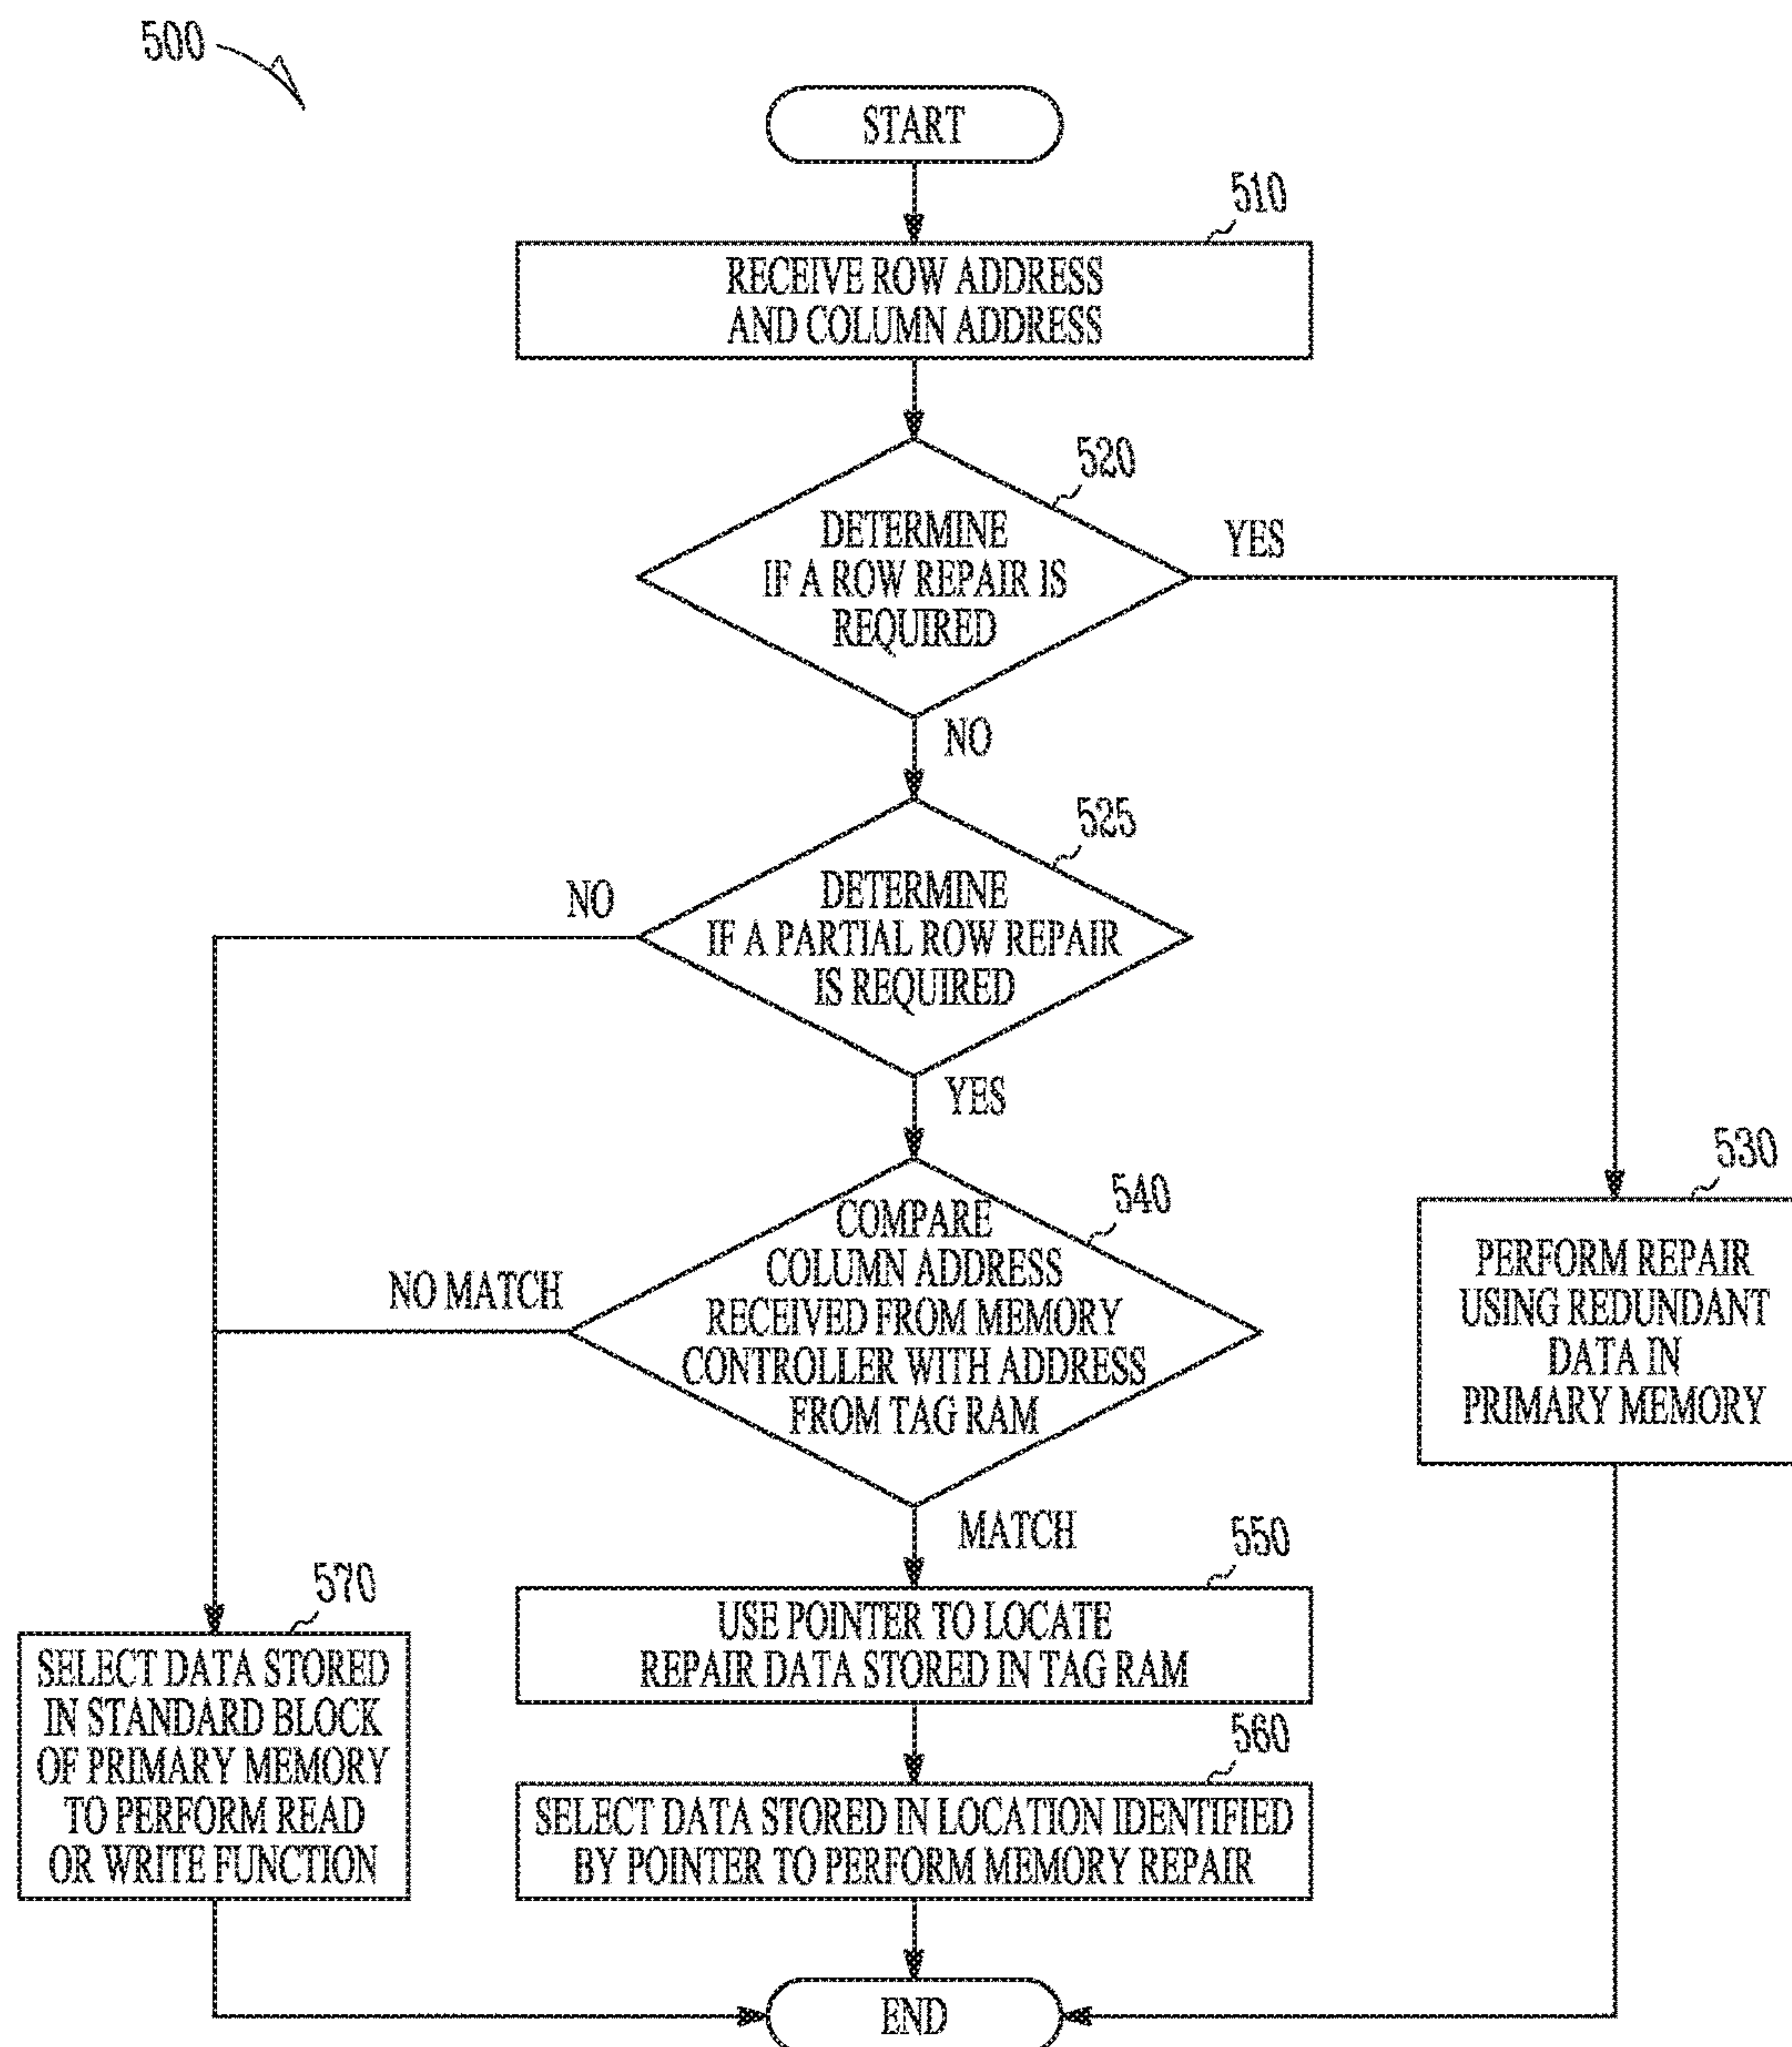 500
START
510
RECEIVE ROW ADDRESS
AND COLUMN ADDRESS
520
DETERMINE
IF A ROW REPAIR IS
REQUIRED
YES
NO
525
DETERMINE
IF A PARTIAL ROW REPAIR
IS REQUIRED
NO
YES
540
COMPARE
COLUMN ADDRESS
RECEIVED FROM MEMORY
CONTROLLER WITH ADDRESS
FROM TAG RAM
NO MATCH
MATCH
530
PERFORM REPAIR
USING REDUNDANT
DATA IN
PRIMARY MEMORY
550
USE POINTER TO LOCATE
REPAIR DATA STORED IN TAG RAM
570
SELECT DATA STORED
IN STANDARD BLOCK
OF PRIMARY MEMORY
TO PERFORM READ
OR WRITE FUNCTION
560
SELECT DATA STORED IN LOCATION IDENTIFIED
BY POINTER TO PERFORM MEMORY REPAIR
END